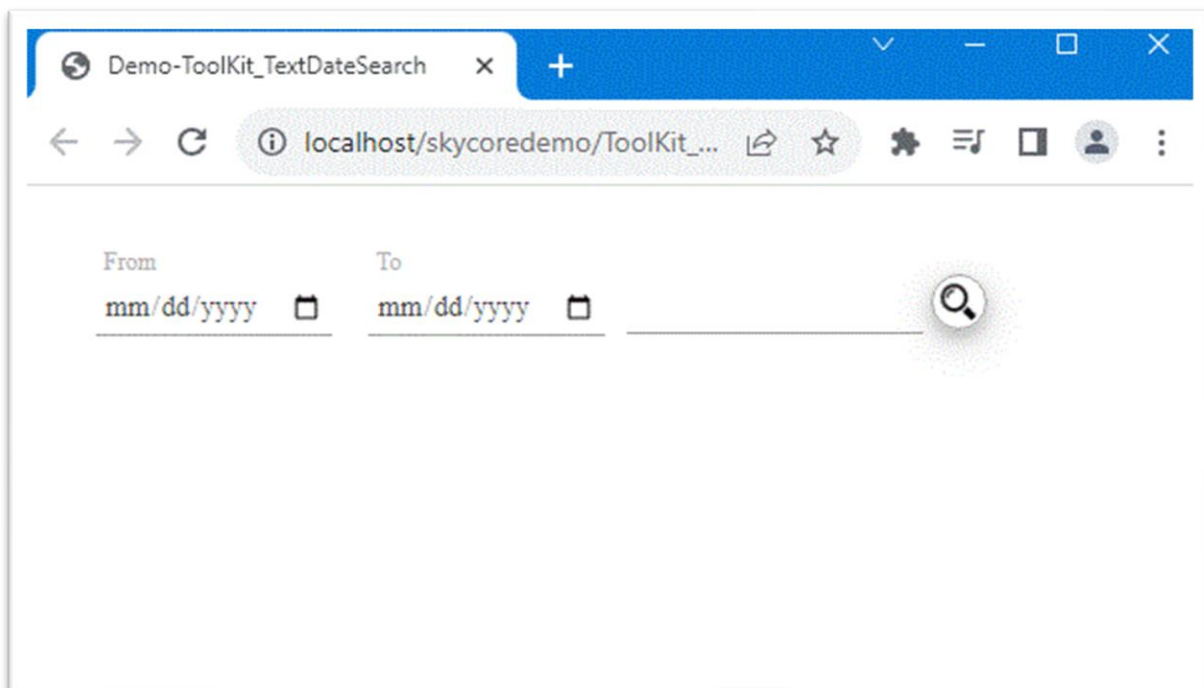 Demo-ToolKit_TextDateSearch
localhost/skycoredemo/ToolKit_...
From To
mm/dd/yyyy mm/dd/yyyy